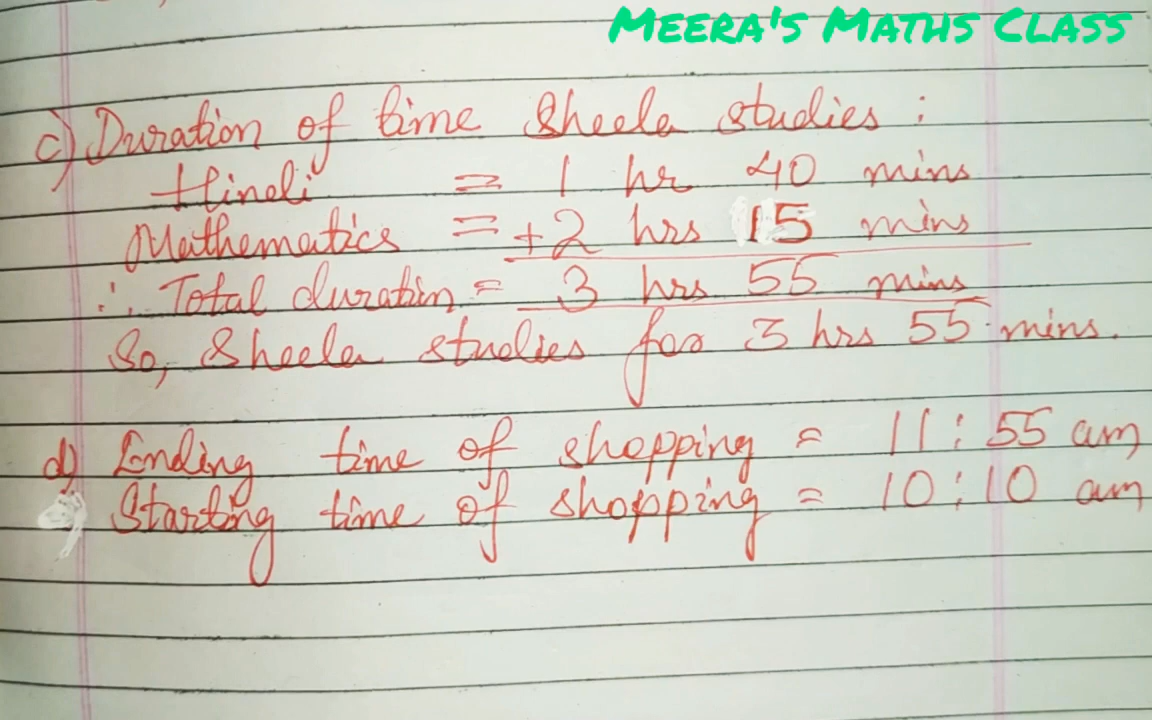 MEERA'S MATHS CLASS
c) Duration of time Sheela studies :
Hindi = 1 hr 40 mins
Mathematics = +2 hrs 15 mins
∴ Total duration = 3 hrs 55 mins
So, Sheela studies for 3 hrs 55 mins.
d) Ending time of shopping = 11:55 am
Starting time of shopping = 10:10 am